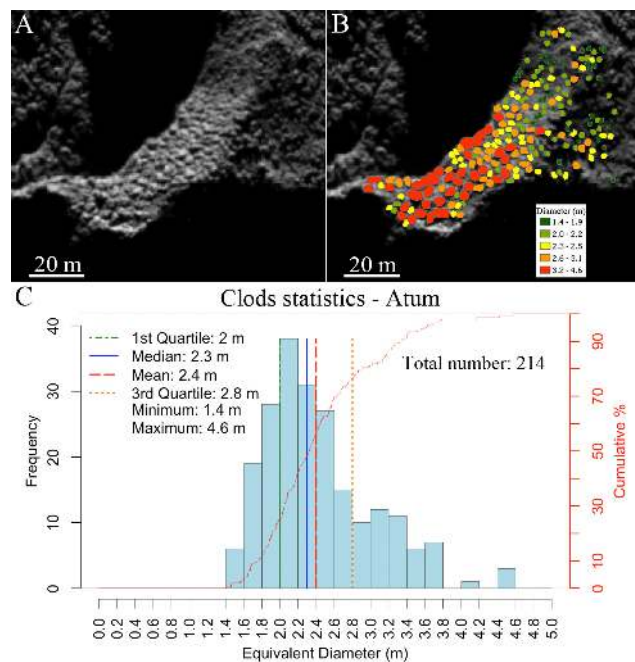 A
B
20 m
20 m
Diameter (m)
1.4 - 1.9
2.0 - 2.2
2.3 - 2.5
2.6 - 3.1
3.2 - 4.6
C
Clods statistics - Atum
1st Quartile: 2 m
Median: 2.3 m
Mean: 2.4 m
3rd Quartile: 2.8 m
Minimum: 1.4 m
Maximum: 4.6 m
Total number: 214
Frequency
0 10 20 30 40
Cumulative %
0 10 30 50 70 90
0.0 0.2 0.4 0.6 0.8 1.0 1.2 1.4 1.6 1.8 2.0 2.2 2.4 2.6 2.8 3.0 3.2 3.4 3.6 3.8 4.0 4.2 4.4 4.6 5.0
Equivalent Diameter (m)